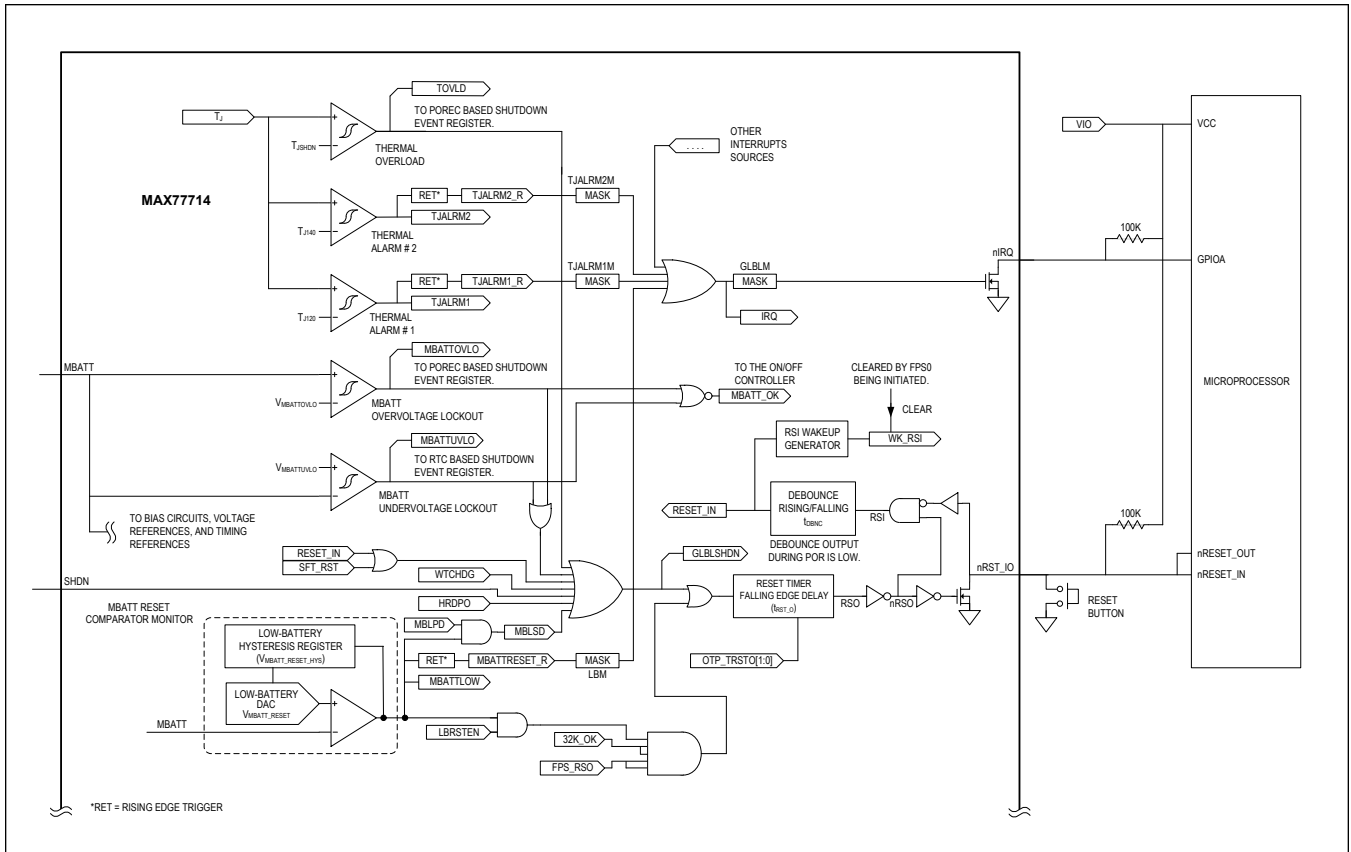 TOVLD
TO POREC BASED SHUTDOWN
EVENT REGISTER.
TJ
TJSHDN
THERMAL
OVERLOAD
MAX77714
RET*
TJALRM2_R
TJALRM2M
MASK
TJALRM2
TJ140
THERMAL
ALARM # 2
RET*
TJALRM1_R
TJALRM1M
MASK
TJALRM1
TJ120
THERMAL
ALARM # 1
. . . .
OTHER
INTERRUPTS
SOURCES
GLBLM
MASK
IRQ
nIRQ
VIO
VCC
100K
GPIOA
MICROPROCESSOR
MBATT
MBATTOVLO
TO POREC BASED SHUTDOWN
EVENT REGISTER.
VMBATTOVLO
MBATT
OVERVOLTAGE LOCKOUT
TO THE ON/OFF
CONTROLLER
MBATT_OK
CLEARED BY FPS0
BEING INITIATED.
CLEAR
RSI WAKEUP
GENERATOR
WK_RSI
MBATTUVLO
TO RTC BASED SHUTDOWN
EVENT REGISTER.
VMBATTUVLO
MBATT
UNDERVOLTAGE LOCKOUT
TO BIAS CIRCUITS, VOLTAGE
REFERENCES, AND TIMING
REFERENCES
RESET_IN
DEBOUNCE
RISING/FALLING
tDBNC
RSI
DEBOUNCE OUTPUT
DURING POR IS LOW.
100K
nRESET_OUT
nRESET_IN
nRST_IO
RESET
BUTTON
RESET_IN
SFT_RST
SHDN
WTCHDG
HRDPO
MBLPD
MBLSD
GLBLSHDN
RESET TIMER
FALLING EDGE DELAY
(tRST_O)
RSO
nRSO
OTP_TRSTO[1:0]
MBATT RESET
COMPARATOR MONITOR
LOW-BATTERY
HYSTERESIS REGISTER
(VMBATT_RESET_HYS)
LOW-BATTERY
DAC
VMBATT_RESET
MBATT
RET*
MBATTRESET_R
MASK
LBM
MBATTLOW
LBRSTEN
32K_OK
FPS_RSO
*RET = RISING EDGE TRIGGER